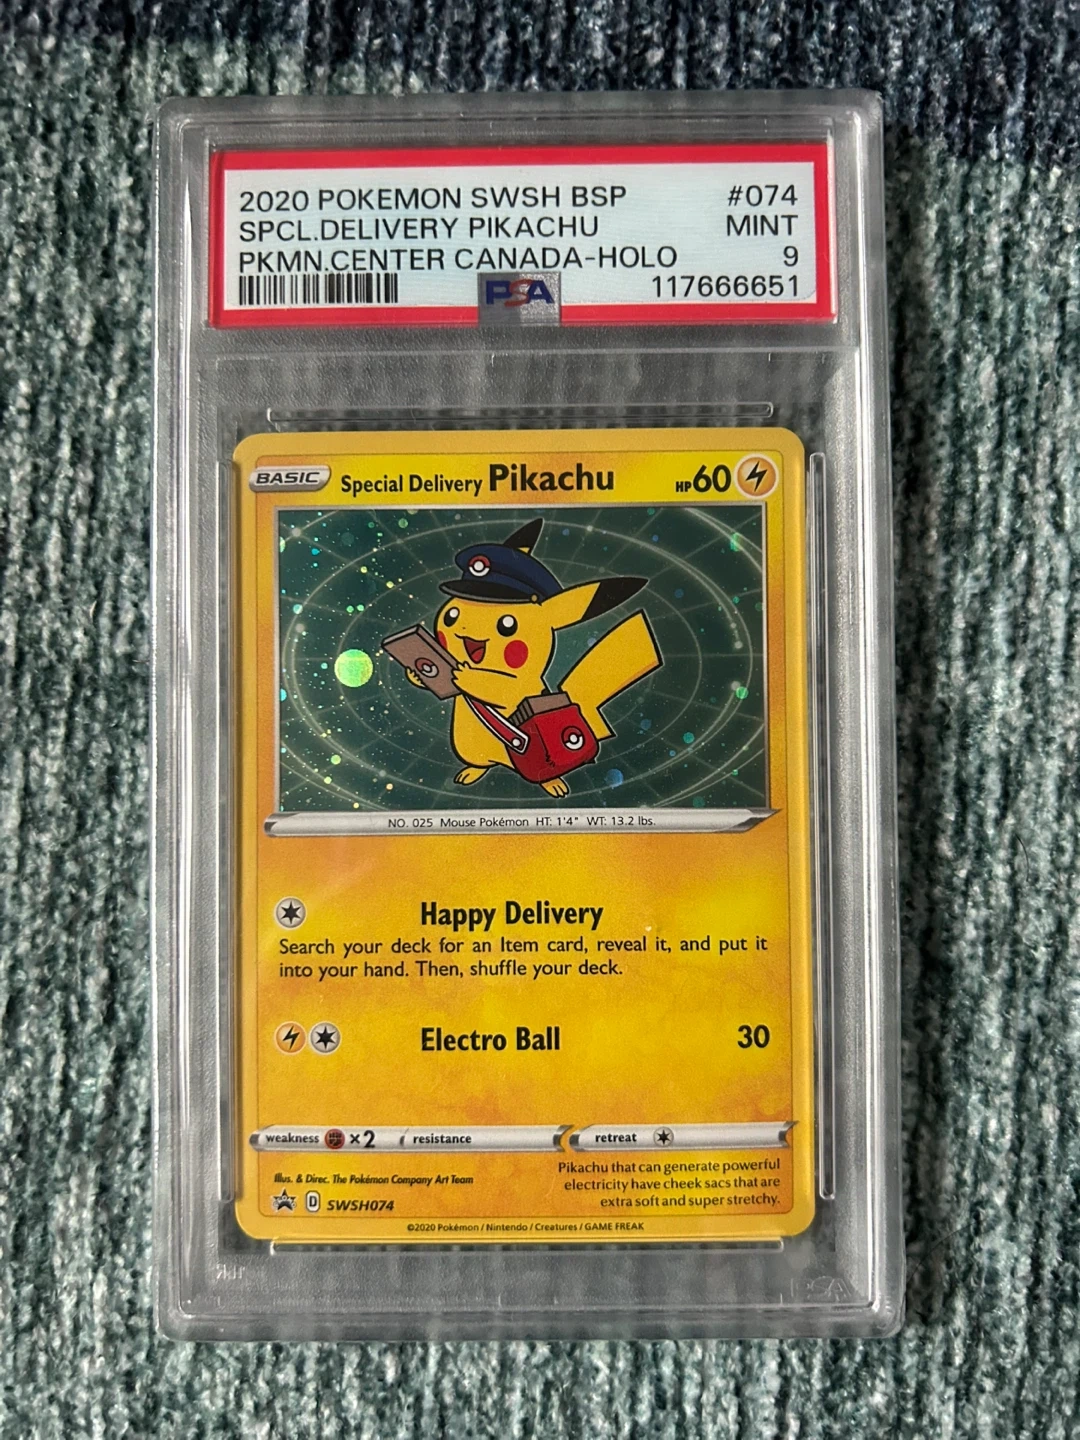 2020 POKEMON SWSH BSP #074
SPCL.DELIVERY PIKACHU MINT
PKMN.CENTER CANADA-HOLO 9
PSA 117666651
BASIC Special Delivery Pikachu HP60
NO. 025 Mouse Pokémon HT: 1'4" WT: 13.2 lbs.
Happy Delivery
Search your deck for an Item card, reveal it, and put it
into your hand. Then, shuffle your deck.
Electro Ball 30
weakness ×2 resistance retreat
Illus. & Direc. The Pokémon Company Art Team
Pikachu that can generate powerful
electricity have cheek sacs that are
extra soft and super stretchy.
D SWSH074
©2020 Pokémon / Nintendo / Creatures / GAME FREAK
PSA